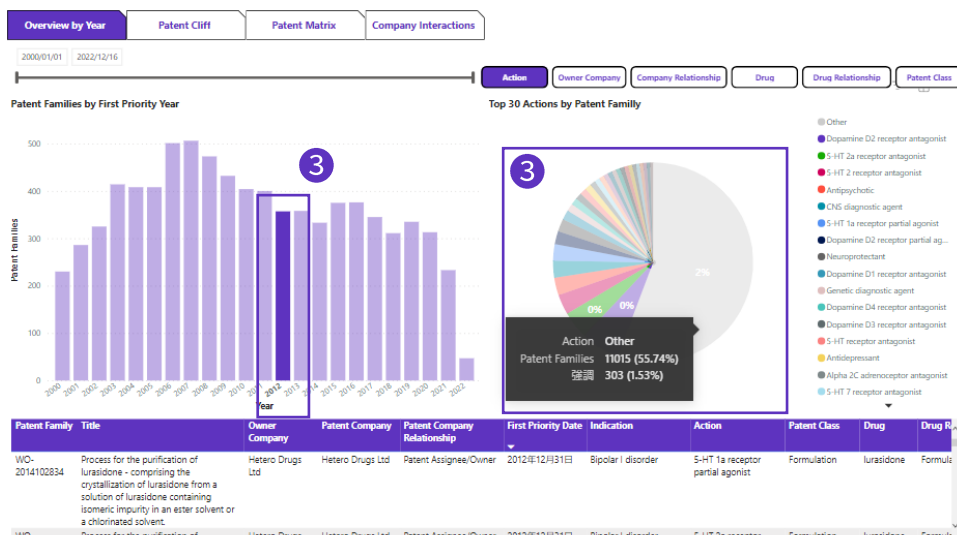 Overview by Year
Patent Cliff
Patent Matrix
Company Interactions
2000/01/01
2022/12/16
Action
Owner Company
Company Relationship
Drug
Drug Relationship
Patent Class
Patent Families by First Priority Year
Top 30 Actions by Patent Familly
Patent Families
500
400
300
200
100
0
2000
2001
2002
2003
2004
2005
2006
2007
2008
2009
2010
2011
2012
2013
2014
2015
2016
2017
2018
2019
2020
2021
2022
Year
3
3
2%
0%
0%
Action Other
Patent Families 11015 (55.74%)
強調 303 (1.53%)
Other
Dopamine D2 receptor antagonist
5-HT 2a receptor antagonist
5-HT 2 receptor antagonist
Antipsychotic
CNS diagnostic agent
5-HT 1a receptor partial agonist
Dopamine D2 receptor partial ag...
Neuroprotectant
Dopamine D1 receptor antagonist
Genetic diagnostic agent
Dopamine D4 receptor antagonist
Dopamine D3 receptor antagonist
5-HT receptor antagonist
Antidepressant
Alpha 2C adrenoceptor antagonist
5-HT 7 receptor antagonist
Patent Family Title Owner Company Patent Company Patent Company Relationship First Priority Date Indication Action Patent Class Drug Drug Re
WO-2014102834
Process for the purification of
lurasidone - comprising the
crystallization of lurasidone from a
solution of lurasidone containing
isomeric impurity in an ester solvent or
a chlorinated solvent.
Hetero Drugs
Ltd
Hetero Drugs Ltd
Patent Assignee/Owner
2012年12月31日
Bipolar I disorder
5-HT 1a receptor
partial agonist
Formulation
lurasidone
Formula